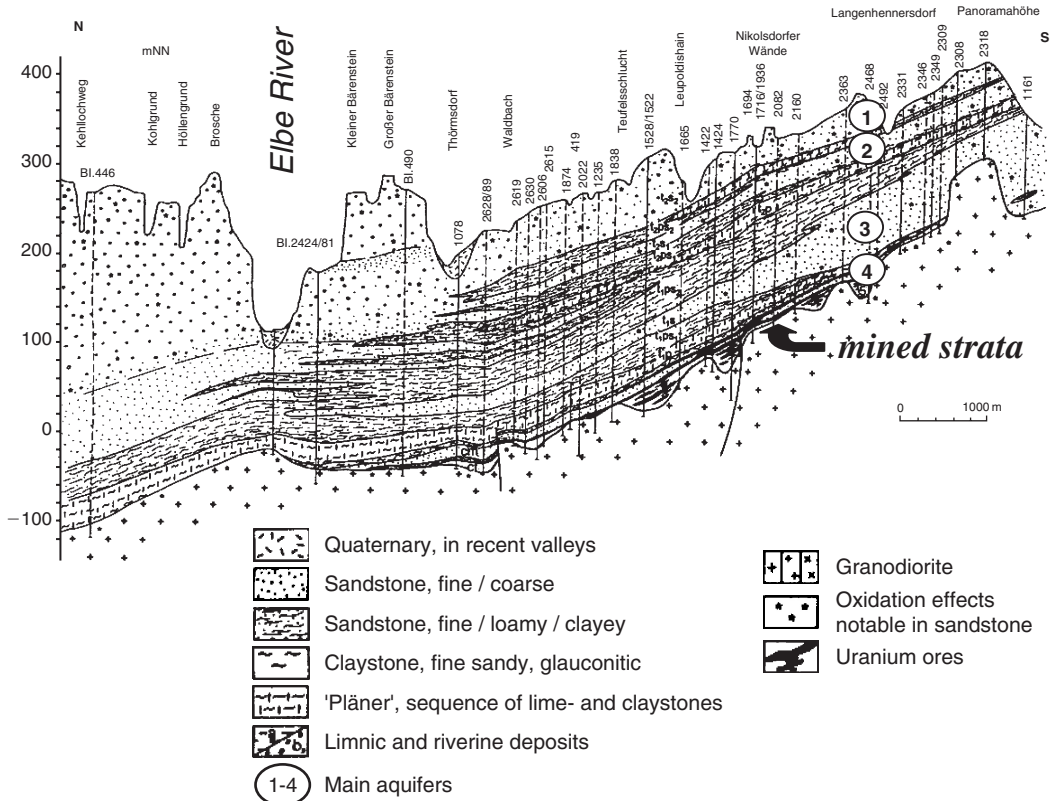 N
mNN
Elbe River
Langenhennersdorf
Panoramahöhe
S
400
300
200
100
0
−100
Kehllochweg
Kohlgrund
Höllengrund
Brosche
Kleiner Bärenstein
Großer Bärenstein
Thörmsdorf
Waldbach
Teufelsschlucht
Leupoldishain
Nikolsdorfer
Wände
Bl.446
Bl.2424/81
Bl.490
1078
2628/89
2619
2630
2606
2615
1874
419
2022
1235
1838
1528/1522
1665
1422
1424
1770
1694
1716/1936
2082
2160
2363
2468
2492
2331
2346
2349
2309
2308
2318
1161
1
2
3
4
mined strata
0 1000 m
Quaternary, in recent valleys
Sandstone, fine / coarse
Sandstone, fine / loamy / clayey
Claystone, fine sandy, glauconitic
'Pläner', sequence of lime- and claystones
Limnic and riverine deposits
1-4 Main aquifers
Granodiorite
Oxidation effects
notable in sandstone
Uranium ores